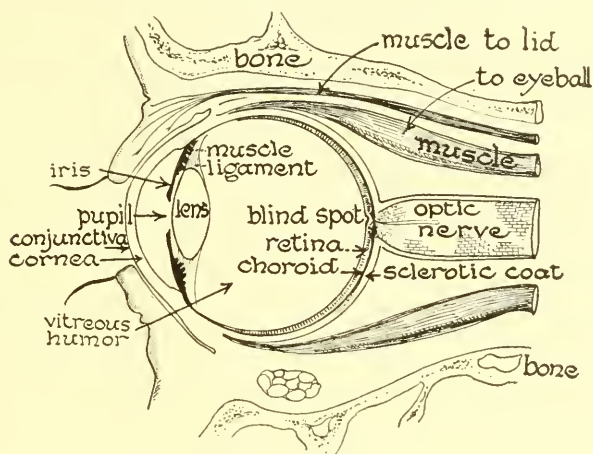 bone
muscle to lid
to eyeball
muscle
muscle
ligament
iris
lens
pupil
conjunctiva
cornea
vitreous
humor
blind spot
retina
choroid
optic
nerve
sclerotic coat
bone